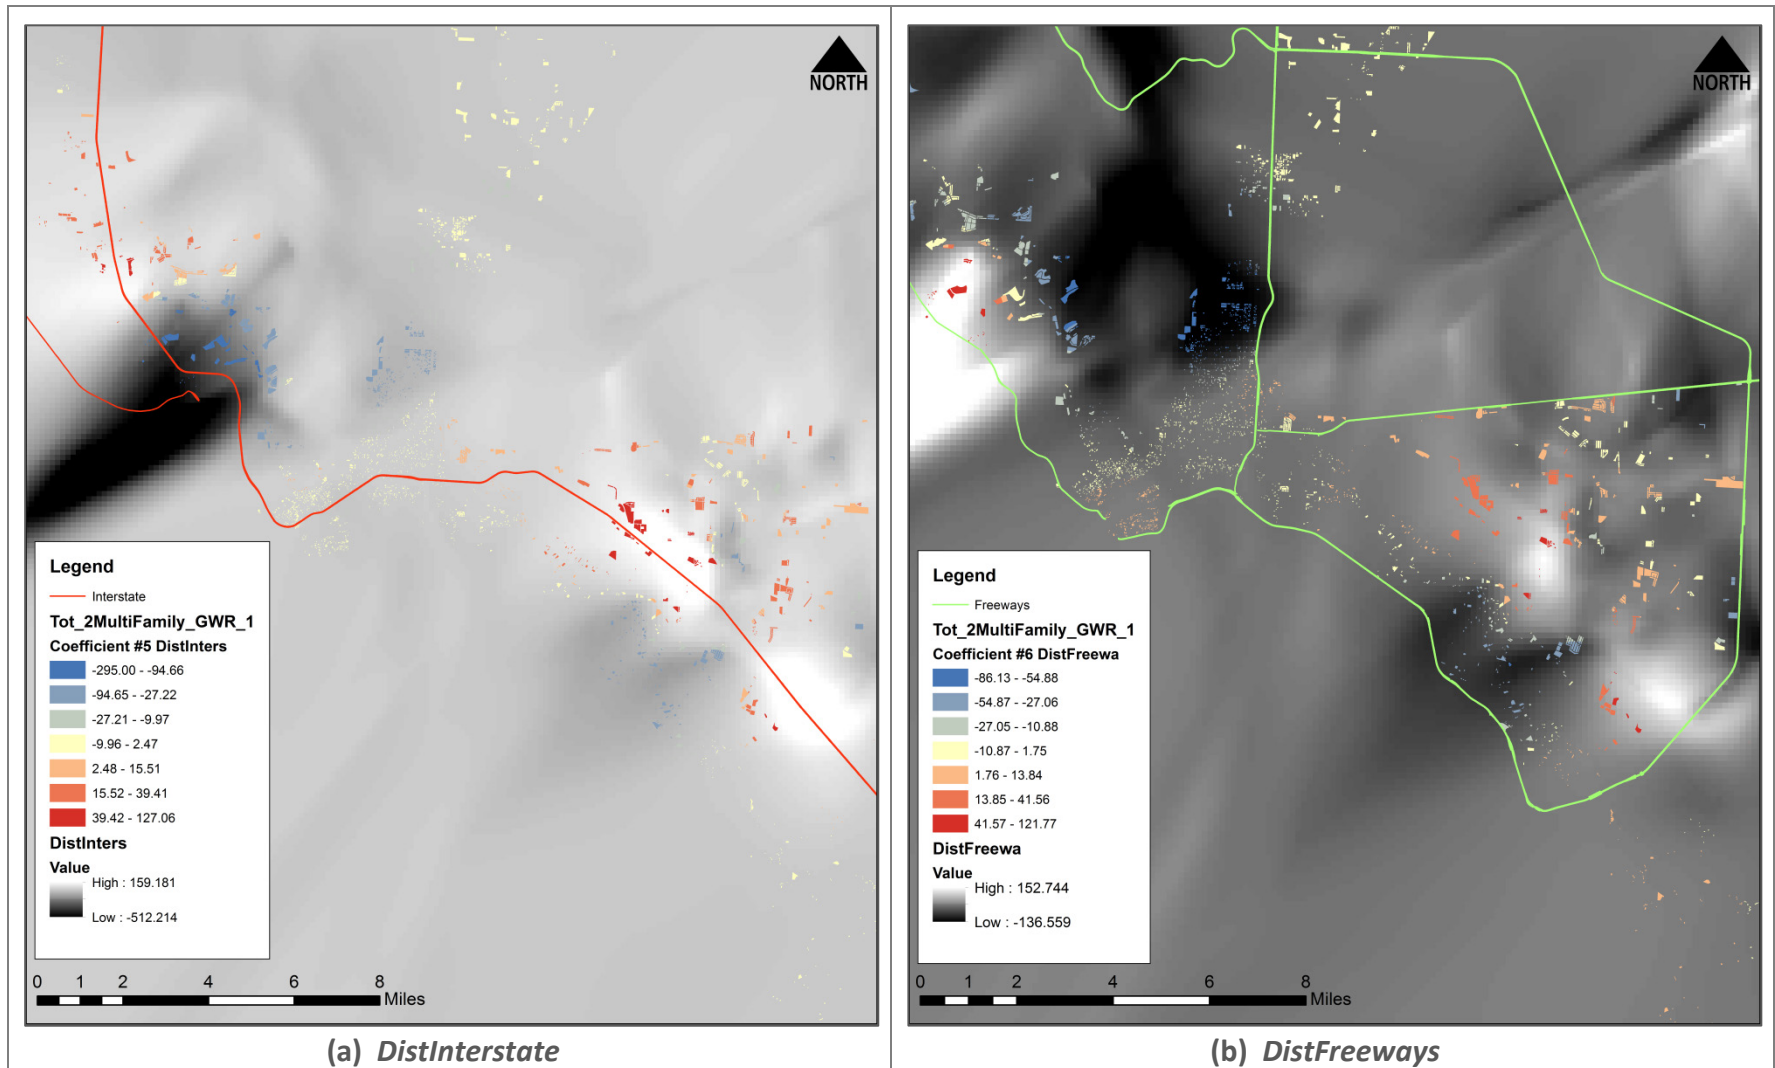 NORTH
Legend
Interstate
Tot_2MultiFamily_GWR_1
Coefficient #5 DistInters
-295.00 - -94.66
-94.65 - -27.22
-27.21 - -9.97
-9.96 - 2.47
2.48 - 15.51
15.52 - 39.41
39.42 - 127.06
DistInters
Value
High : 159.181
Low : -512.214
0 1 2 4 6 8
Miles
(a) DistInterstate
NORTH
Legend
Freeways
Tot_2MultiFamily_GWR_1
Coefficient #6 DistFreewa
-86.13 - -54.88
-54.87 - -27.06
-27.05 - -10.88
-10.87 - 1.75
1.76 - 13.84
13.85 - 41.56
41.57 - 121.77
DistFreewa
Value
High : 152.744
Low : -136.559
0 1 2 4 6 8
Miles
(b) DistFreeways